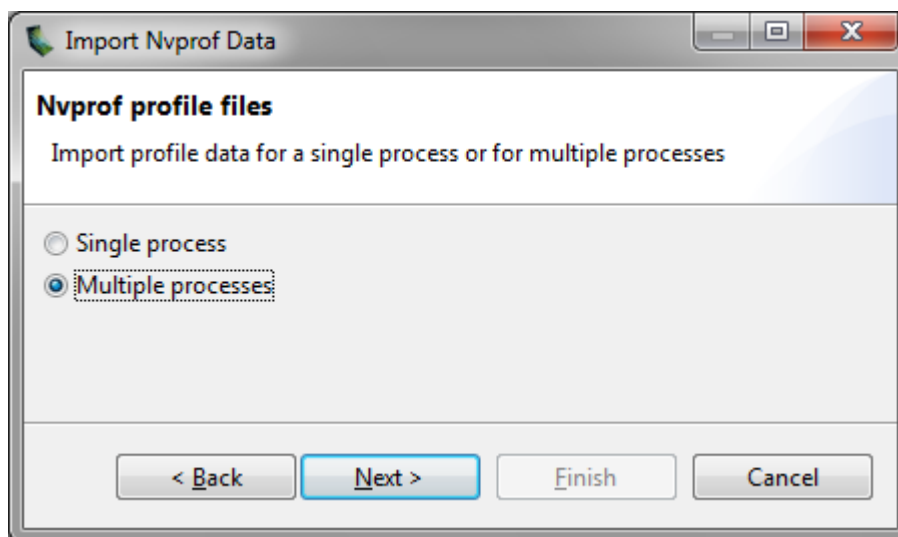 Import Nvprof Data
Nvprof profile files
Import profile data for a single process or for multiple processes
Single process
Multiple processes
< Back Next > Finish Cancel